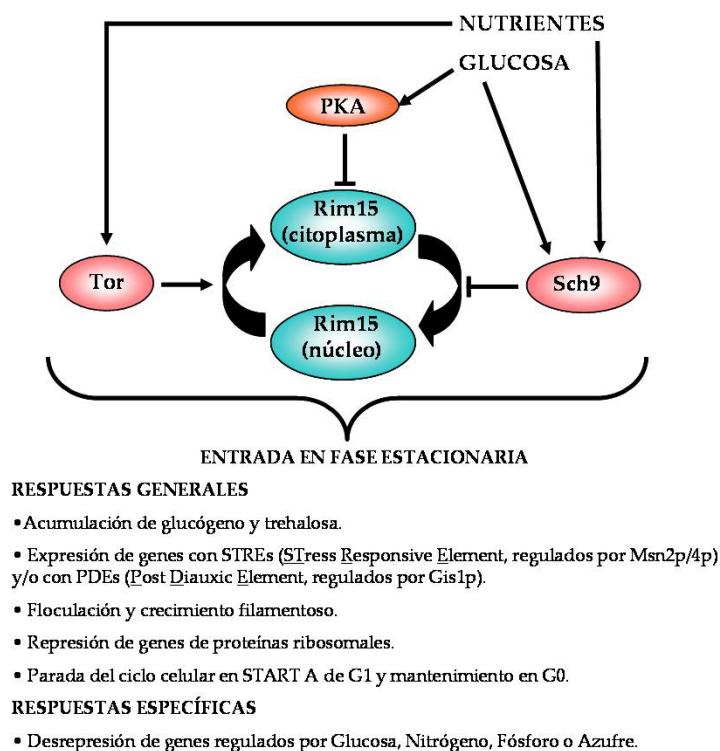 NUTRIENTES
GLUCOSA
PKA
Rim15
(citoplasma)
Tor
Sch9
Rim15
(núcleo)
ENTRADA EN FASE ESTACIONARIA
RESPUESTAS GENERALES
•Acumulación de glucógeno y trehalosa.
• Expresión de genes con STREs (STress Responsive Element, regulados por Msn2p/4p)
y/o con PDEs (Post Diauxic Element, regulados por Gis1p).
• Floculación y crecimiento filamentoso.
• Represión de genes de proteínas ribosomales.
• Parada del ciclo celular en START A de G1 y mantenimiento en G0.
RESPUESTAS ESPECÍFICAS
• Desrepresión de genes regulados por Glucosa, Nitrógeno, Fósforo o Azufre.